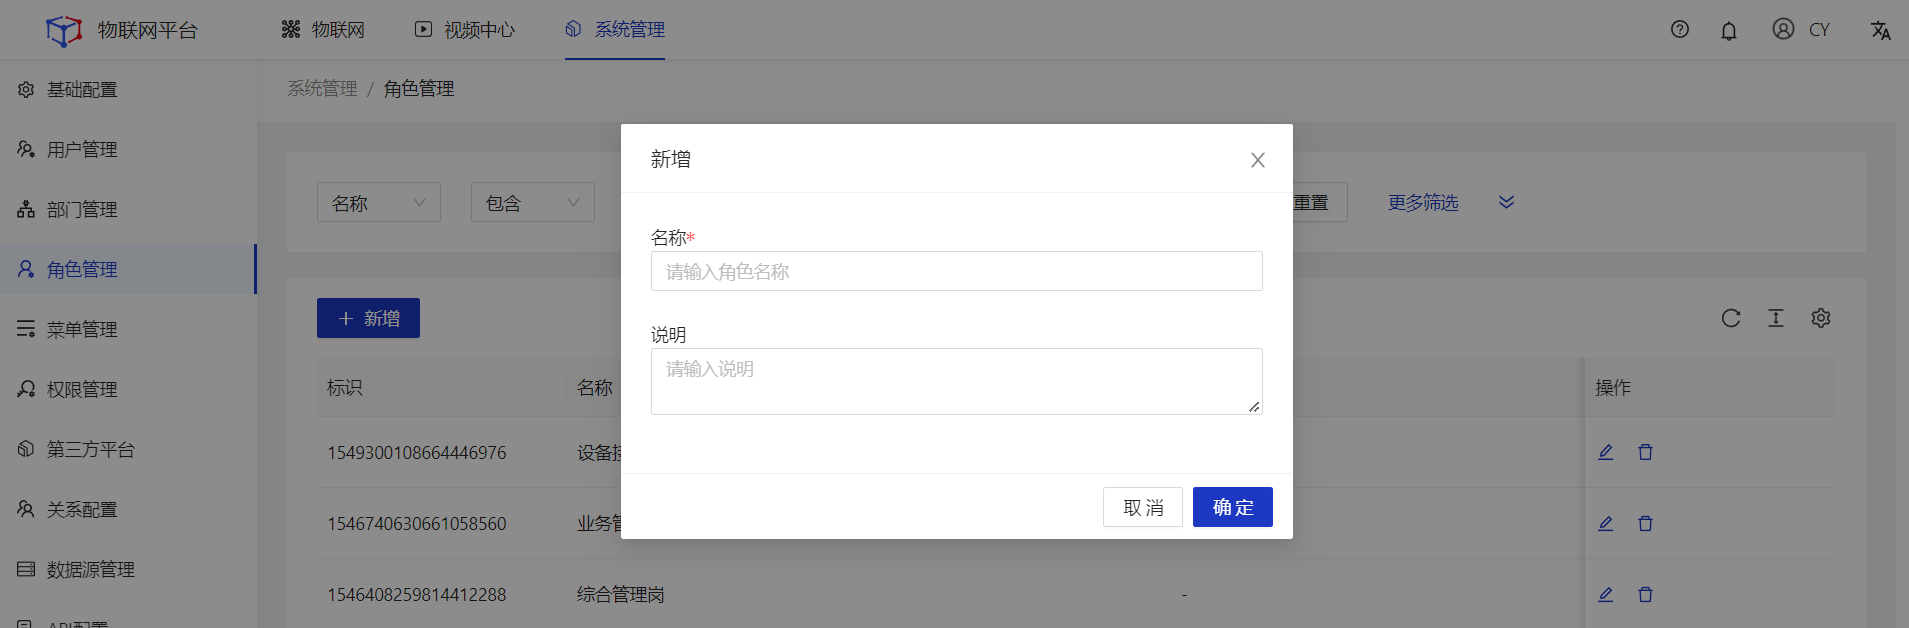 物联网平台 物联网 视频中心 系统管理 CY
系统管理 / 角色管理
基础配置
用户管理
部门管理
角色管理
菜单管理
权限管理
第三方平台
关系配置
数据源管理
API配置
名称 包含 重置 更多筛选
新增
标识 名称 操作
1549300108664446976 设备接
1546740630661058560 业务管
1546408259814412288 综合管理岗 -
新增
名称*
请输入角色名称
说明
请输入说明
取消 确定